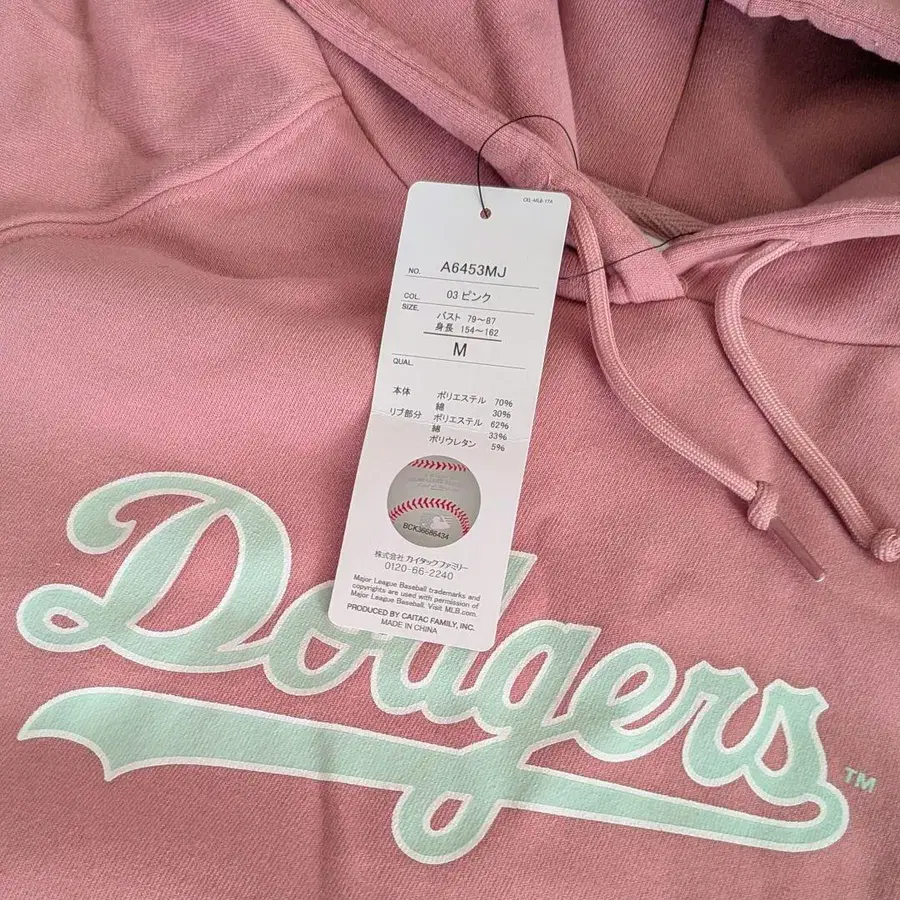 NO. A6453MJ
COL. 03 ピンク
SIZE. バスト 79～87
身長 154～162
M
QUAL.
本体 ポリエステル 70%
綿 30%
リブ部分 ポリエステル 62%
綿 33%
ポリウレタン 5%
BCK36686434
株式会社 カイタックファミリー
0120-66-2240
Major League Baseball trademarks and
copyrights are used with permission of
Major League Baseball. Visit MLB.com.
PRODUCED BY CAITAC FAMILY, INC.
MADE IN CHINA
Dodgers
TM